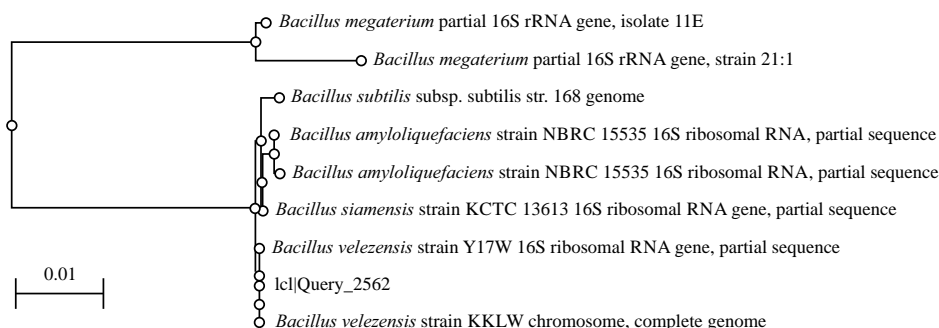 Bacillus megaterium partial 16S rRNA gene, isolate 11E
Bacillus megaterium partial 16S rRNA gene, strain 21:1
Bacillus subtilis subsp. subtilis str. 168 genome
Bacillus amyloliquefaciens strain NBRC 15535 16S ribosomal RNA, partial sequence
Bacillus amyloliquefaciens strain NBRC 15535 16S ribosomal RNA, partial sequence
Bacillus siamensis strain KCTC 13613 16S ribosomal RNA gene, partial sequence
Bacillus velezensis strain Y17W 16S ribosomal RNA gene, partial sequence
0.01
lcl|Query_2562
Bacillus velezensis strain KKLW chromosome, complete genome